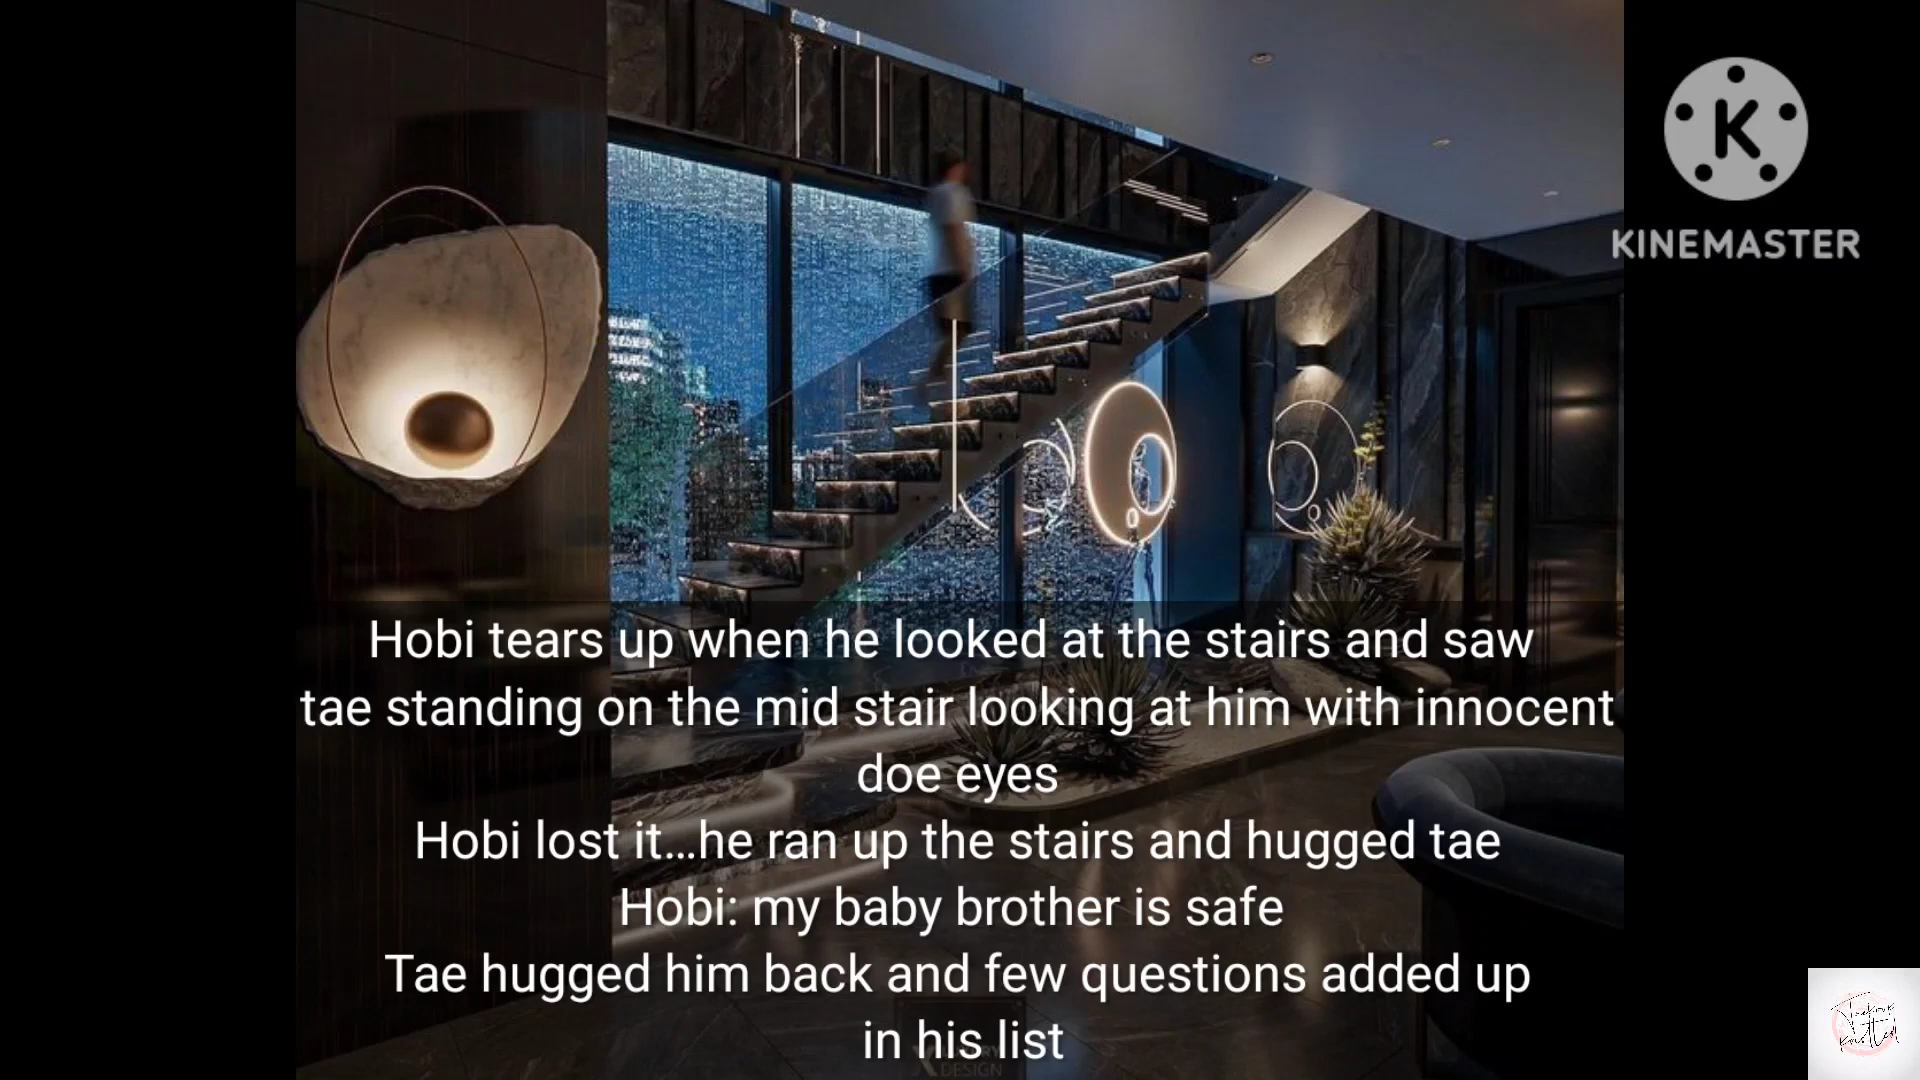 K
KINEMASTER
Hobi tears up when he looked at the stairs and saw
tae standing on the mid stair looking at him with innocent
doe eyes
Hobi lost it...he ran up the stairs and hugged tae
Hobi: my baby brother is safe
Tae hugged him back and few questions added up
in his list
DESIGN